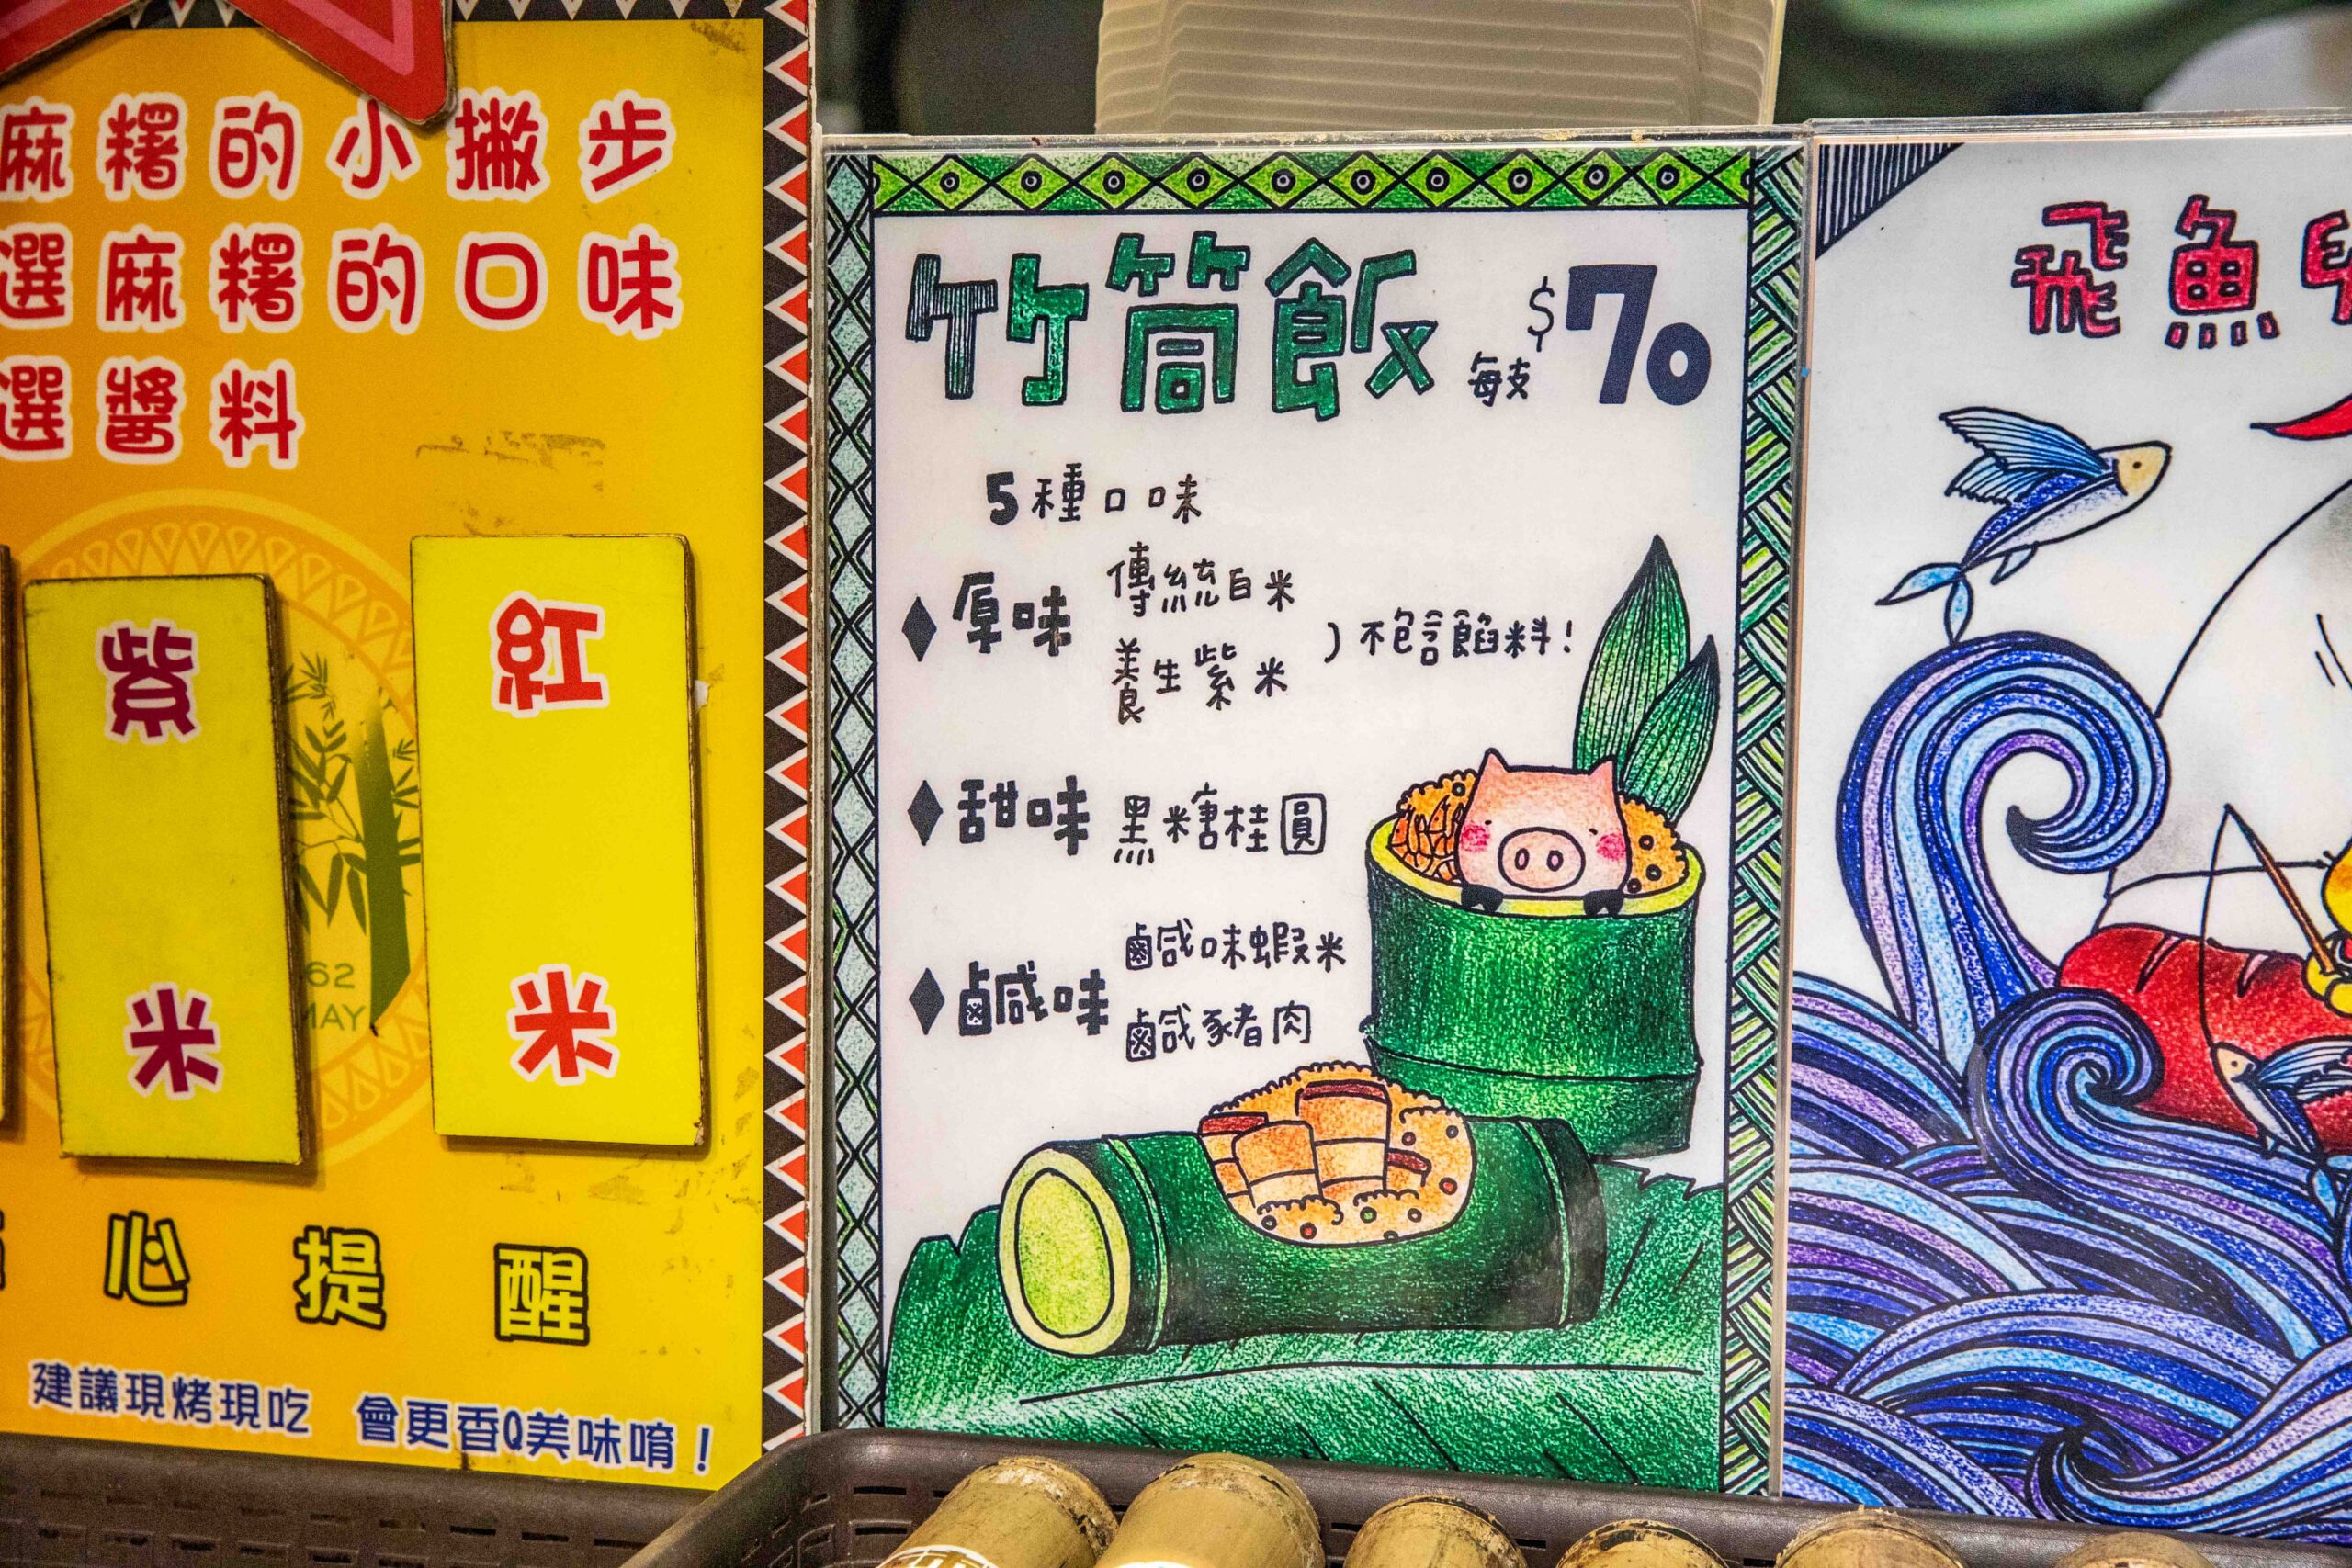 麻糬的小撇步
選麻糬的口味
選醬料
紫米
紅米
62
MAY
心提醒
建議現烤現吃 會更香Q美味唷！
竹筒飯 每支 $70
5種口味
原味 傳統白米
養生紫米
)不包含餡料!
甜味 黑糖桂圓
鹹味 鹹味蝦米
鹹豬肉
飛魚